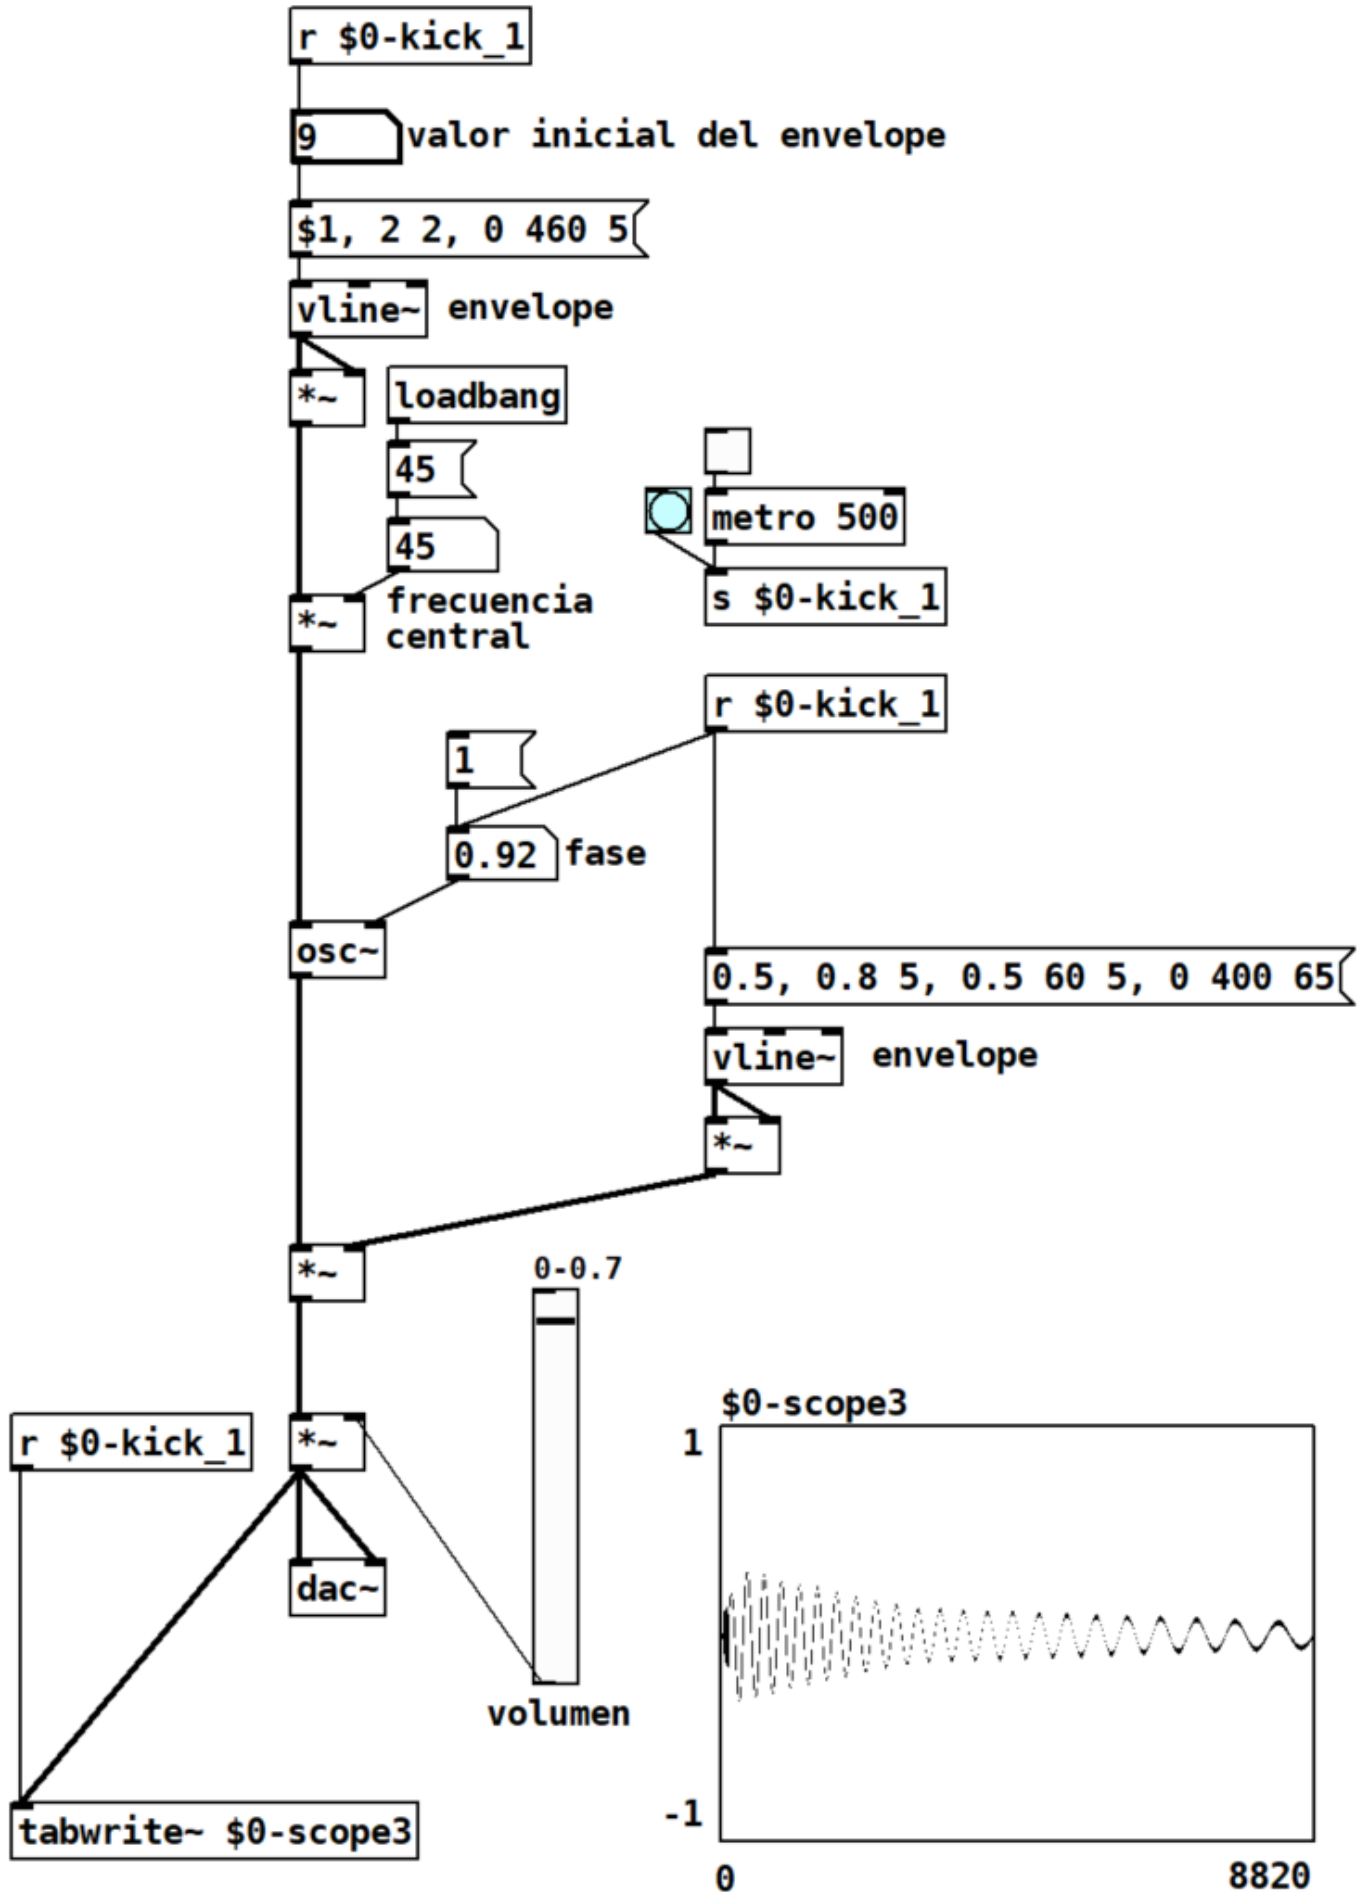 r $0-kick_1
9
valor inicial del envelope
$1, 2 2, 0 460 5
vline~
envelope
*~
loadbang
45
45
*~
frecuencia
central
metro 500
s $0-kick_1
r $0-kick_1
1
0.92
fase
osc~
0.5, 0.8 5, 0.5 60 5, 0 400 65
vline~
envelope
*~
*~
0-0.7
r $0-kick_1
*~
dac~
volumen
tabwrite~ $0-scope3
$0-scope3
1
-1
0
8820